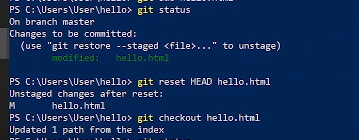 PS C:\Users\User\hello> git status
On branch master
Changes to be committed:
(use "git restore --staged <file>..." to unstage)
modified: hello.html
PS C:\Users\User\hello> git reset HEAD hello.html
Unstaged changes after reset:
M hello.html
PS C:\Users\User\hello> git checkout hello.html
Updated 1 path from the index